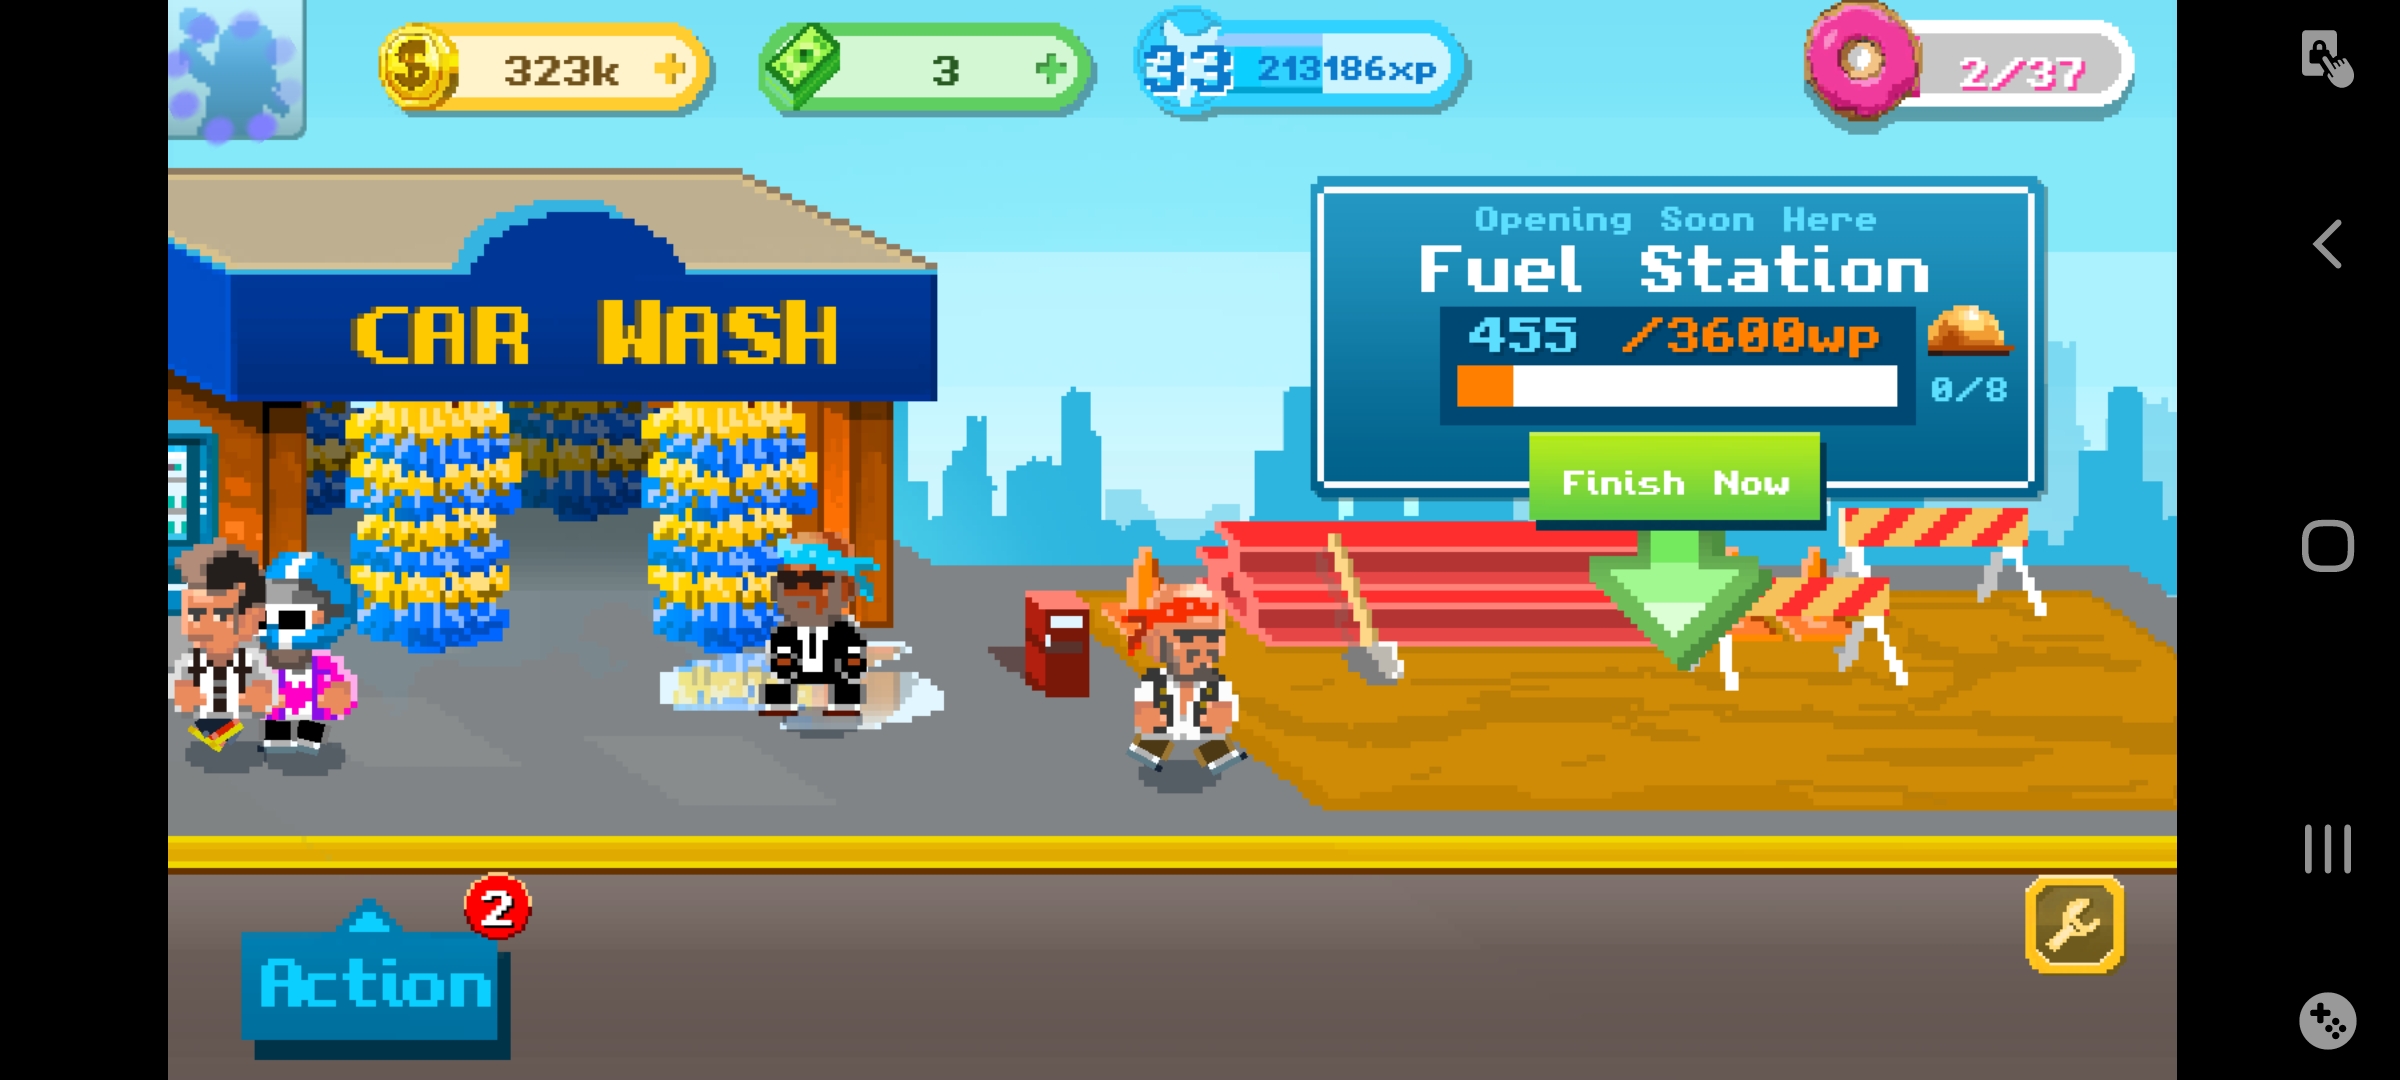 323k
3
33
213186xp
2/37
Opening Soon Here
Fuel Station
455 /3600wp
0/8
Finish Now
CAR WASH
2
Action